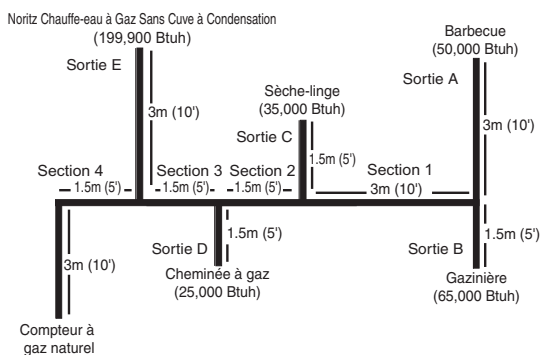 Noritz Chauffe-eau à Gaz Sans Cuve à Condensation
(199,900 Btuh)
Sortie E
3m (10')
Barbecue
(50,000 Btuh)
Sortie A
3m (10')
Sèche-linge
(35,000 Btuh)
Sortie C
1.5m (5')
Section 4
1.5m (5')
Section 3
1.5m (5')
Section 2
1.5m (5')
Section 1
3m (10')
3m (10')
Compteur à
gaz naturel
Sortie D
1.5m (5')
Cheminée à gaz
(25,000 Btuh)
Sortie B
1.5m (5')
Gazinière
(65,000 Btuh)